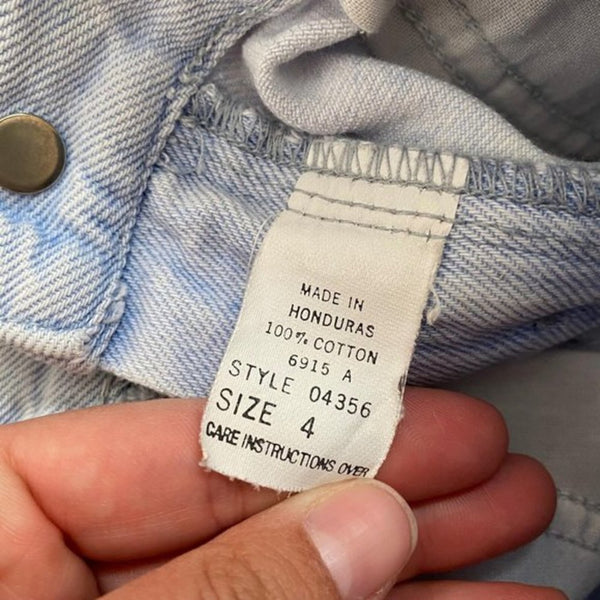 MADE IN
HONDURAS
100% COTTON
6915 A
STYLE 04356
SIZE 4
CARE INSTRUCTIONS OVER